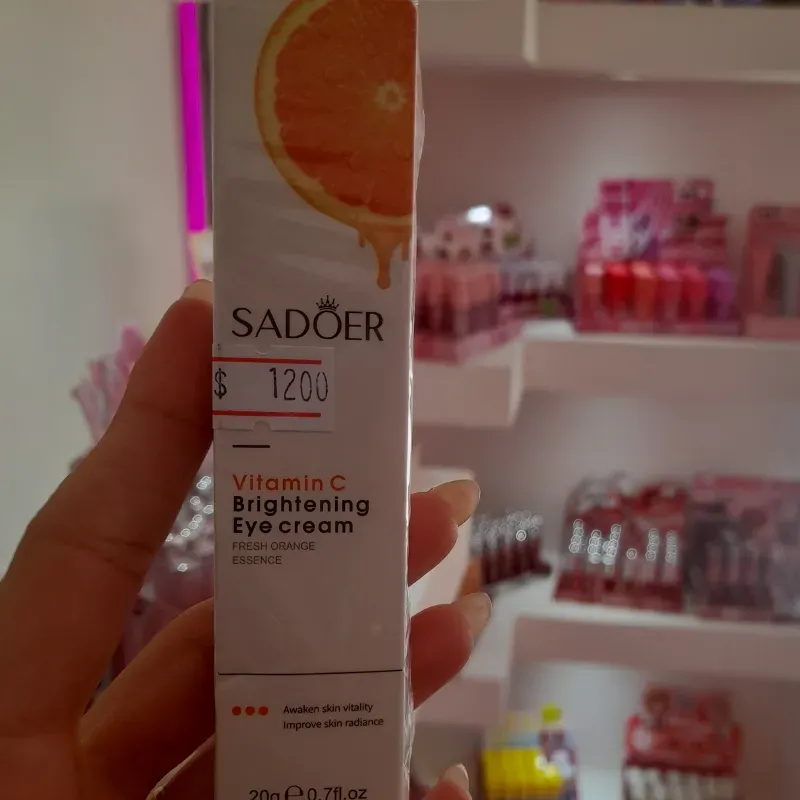 SADOER
$ 1200
Vitamin C
Brightening
Eye cream
FRESH ORANGE
ESSENCE
Awaken skin vitality
Improve skin radiance
20g ℮ 0.7fl.oz